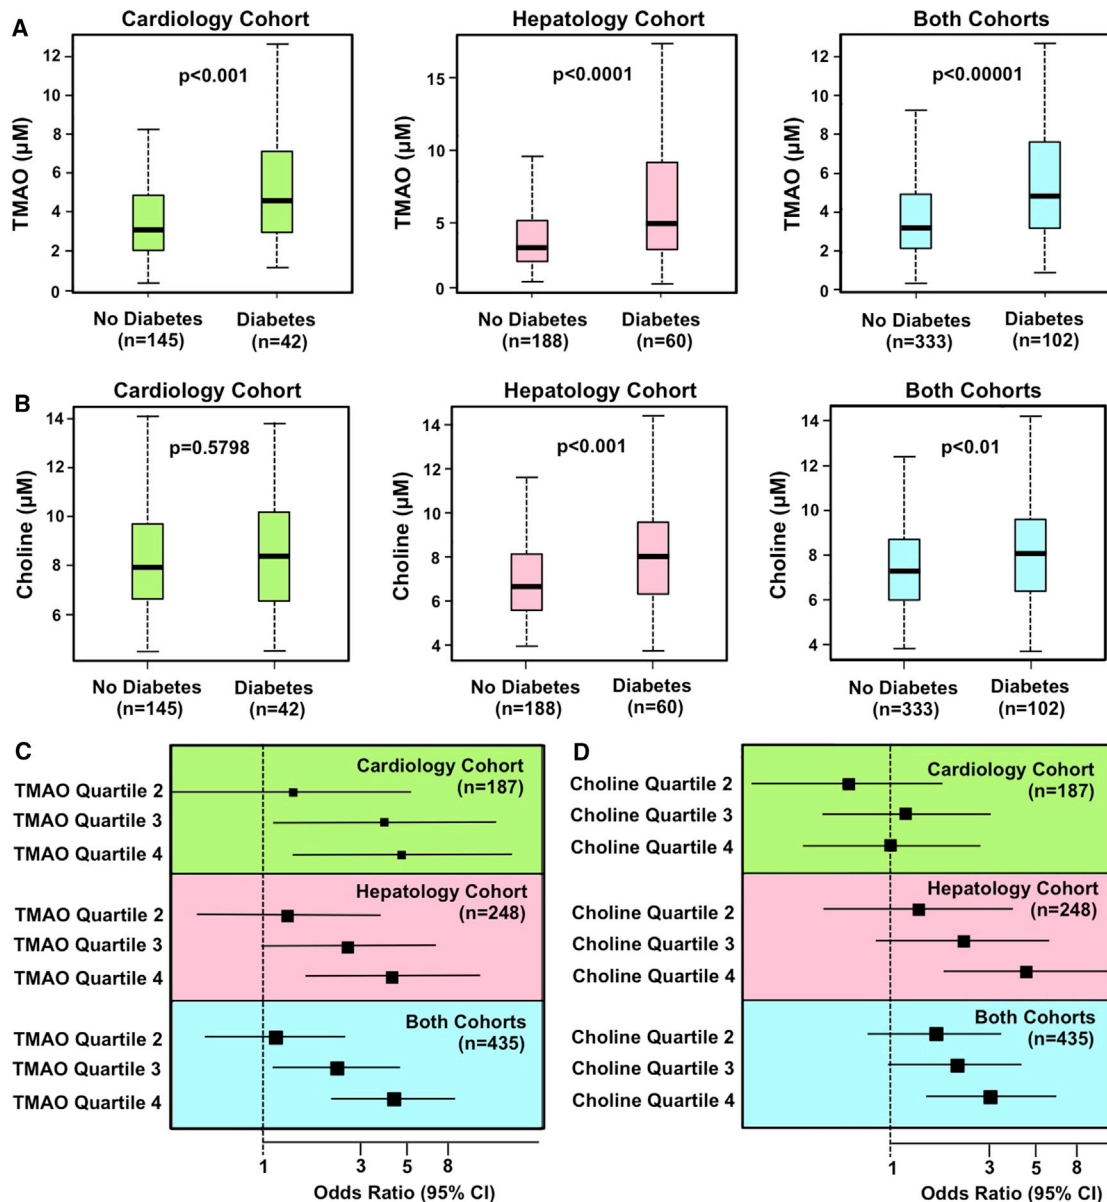 A
Cardiology Cohort
Hepatology Cohort
Both Cohorts
TMAO (µM)
12
10
8
6
4
2
0
p<0.001
No Diabetes
(n=145)
Diabetes
(n=42)
TMAO (µM)
15
10
5
0
p<0.0001
No Diabetes
(n=188)
Diabetes
(n=60)
TMAO (µM)
12
10
8
6
4
2
0
p<0.00001
No Diabetes
(n=333)
Diabetes
(n=102)
B
Cardiology Cohort
Hepatology Cohort
Both Cohorts
Choline (µM)
14
12
10
8
6
p=0.5798
No Diabetes
(n=145)
Diabetes
(n=42)
Choline (µM)
14
12
10
8
6
4
p<0.001
No Diabetes
(n=188)
Diabetes
(n=60)
Choline (µM)
14
12
10
8
6
4
p<0.01
No Diabetes
(n=333)
Diabetes
(n=102)
C
Cardiology Cohort
(n=187)
TMAO Quartile 2
TMAO Quartile 3
TMAO Quartile 4
Hepatology Cohort
(n=248)
TMAO Quartile 2
TMAO Quartile 3
TMAO Quartile 4
Both Cohorts
(n=435)
TMAO Quartile 2
TMAO Quartile 3
TMAO Quartile 4
1 3 5 8
Odds Ratio (95% CI)
D
Cardiology Cohort
(n=187)
Choline Quartile 2
Choline Quartile 3
Choline Quartile 4
Hepatology Cohort
(n=248)
Choline Quartile 2
Choline Quartile 3
Choline Quartile 4
Both Cohorts
(n=435)
Choline Quartile 2
Choline Quartile 3
Choline Quartile 4
1 3 5 8
Odds Ratio (95% CI)